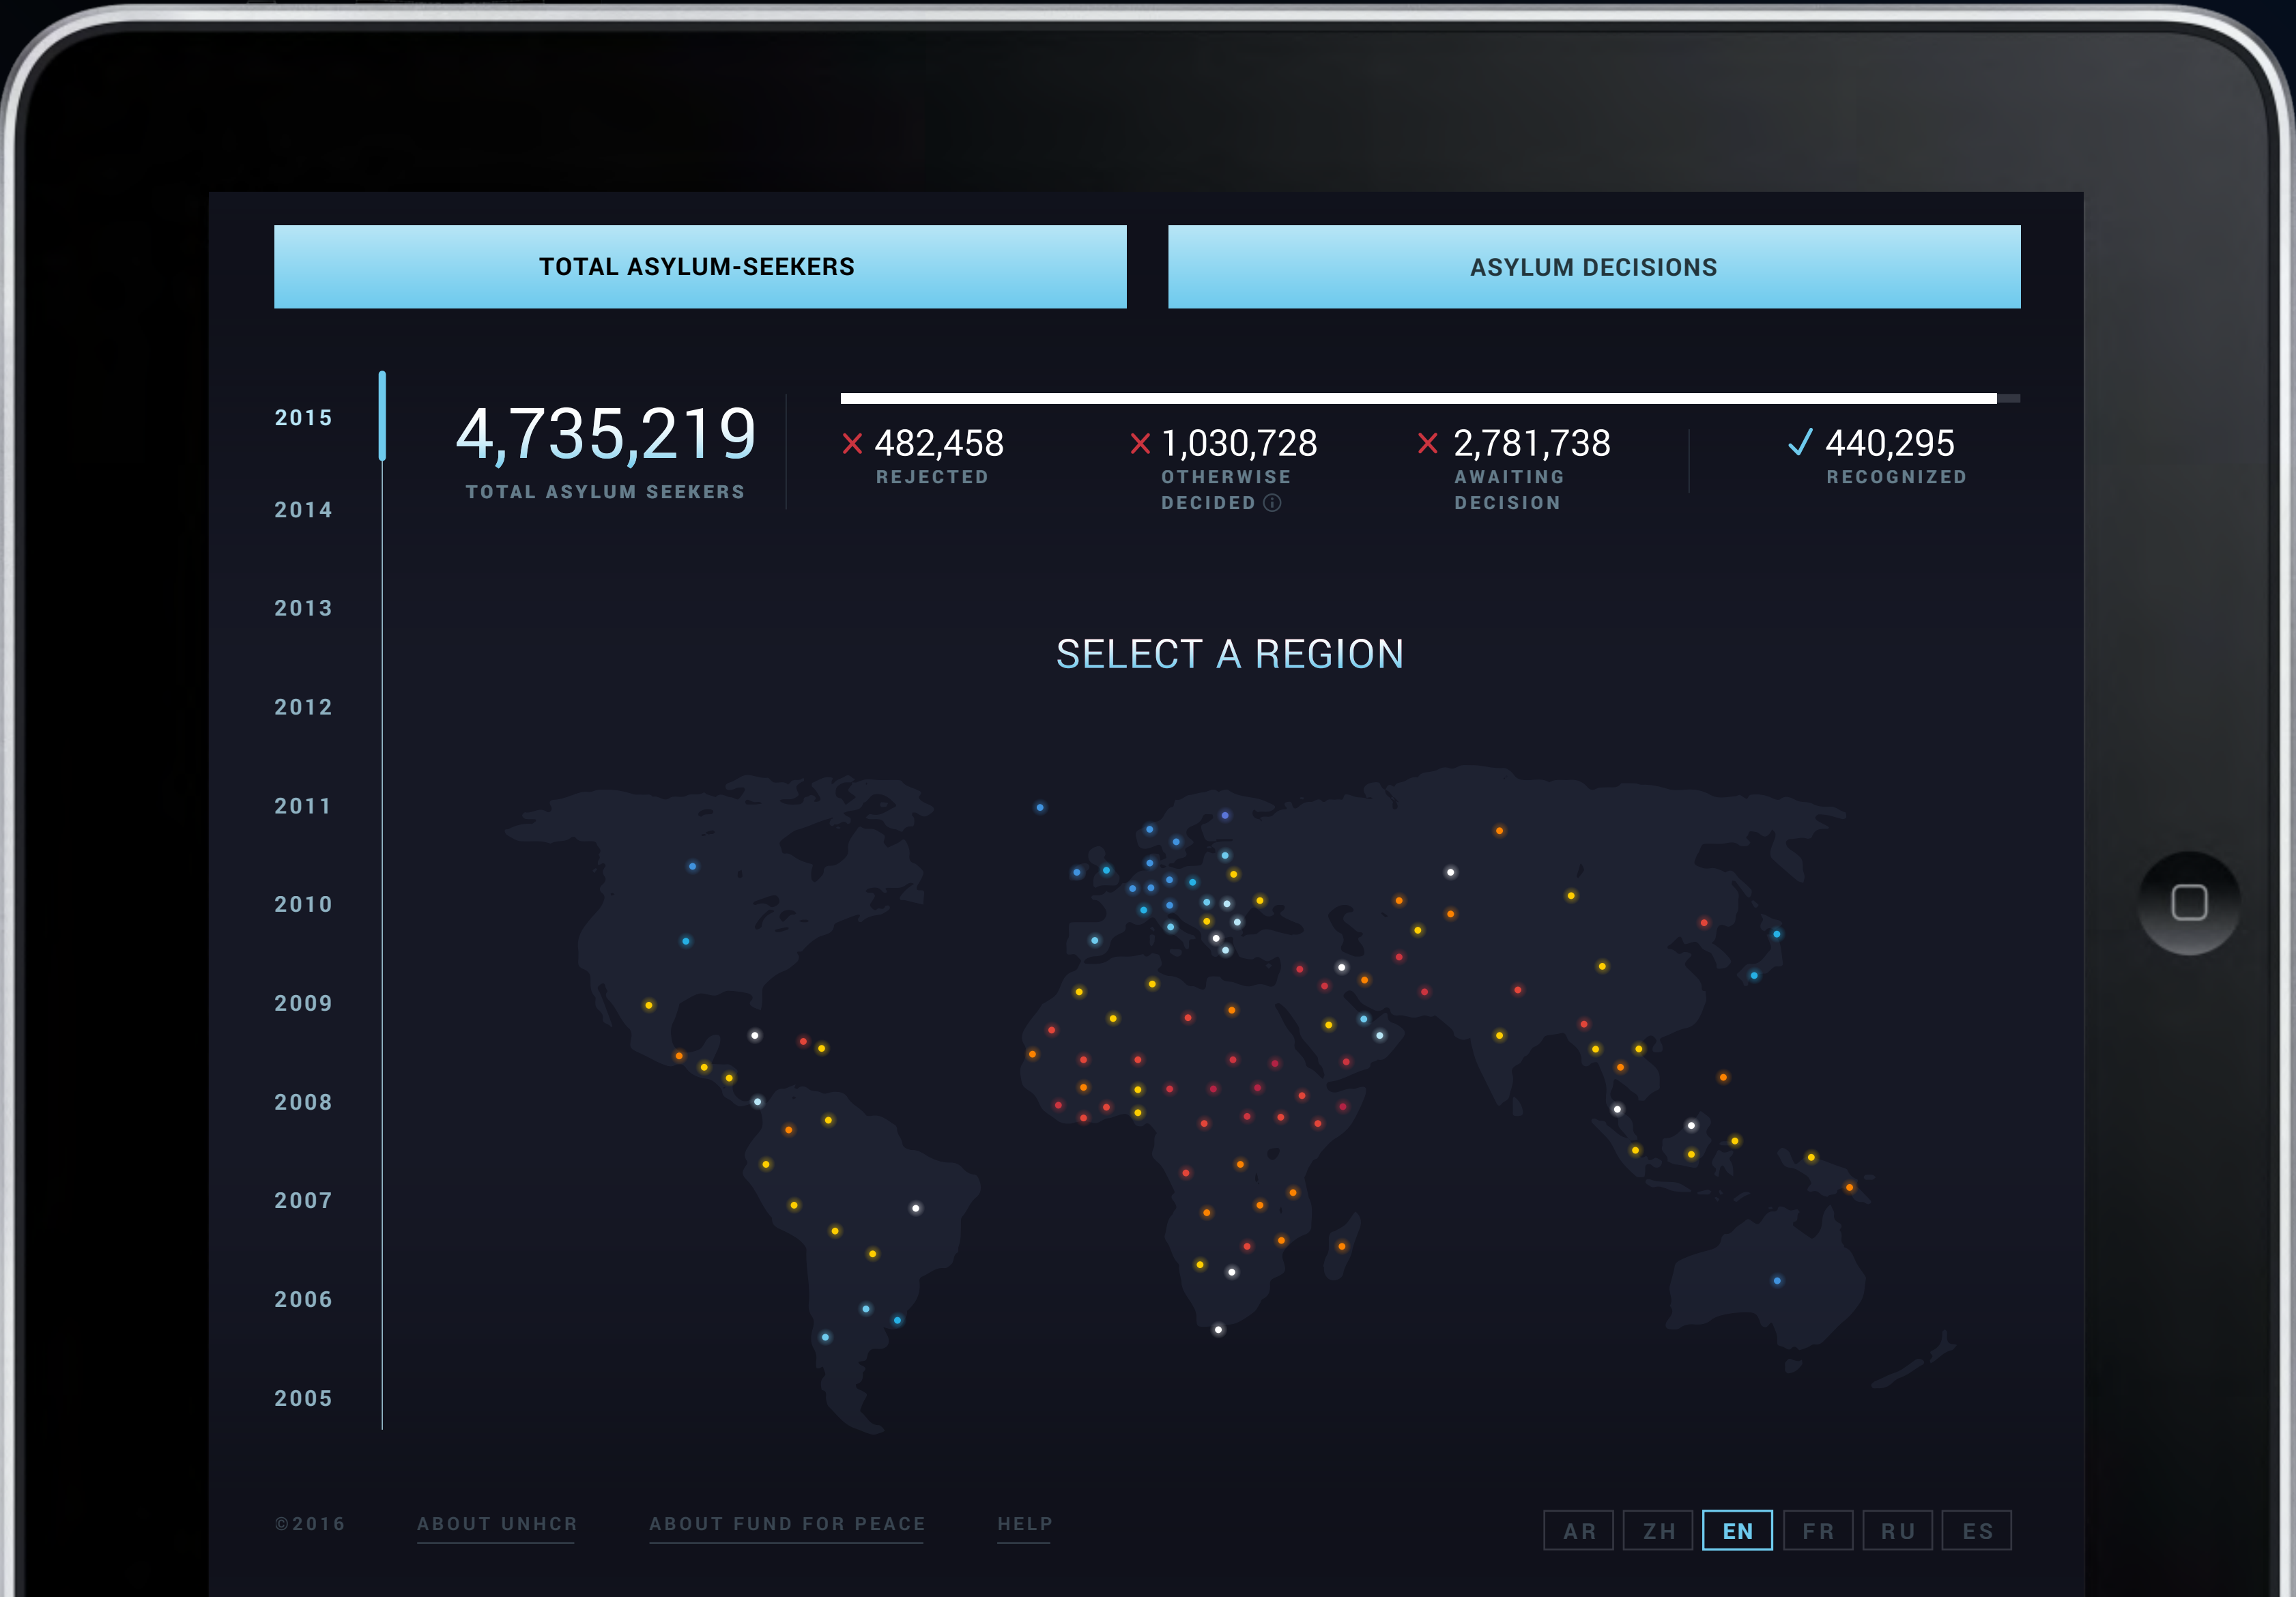 TOTAL ASYLUM-SEEKERS
ASYLUM DECISIONS
2015
2014
2013
2012
2011
2010
2009
2008
2007
2006
2005
4,735,219
TOTAL ASYLUM SEEKERS
482,458
REJECTED
1,030,728
OTHERWISE
DECIDED
2,781,738
AWAITING
DECISION
440,295
RECOGNIZED
SELECT A REGION
©2016
ABOUT UNHCR
ABOUT FUND FOR PEACE
HELP
AR
ZH
EN
FR
RU
ES